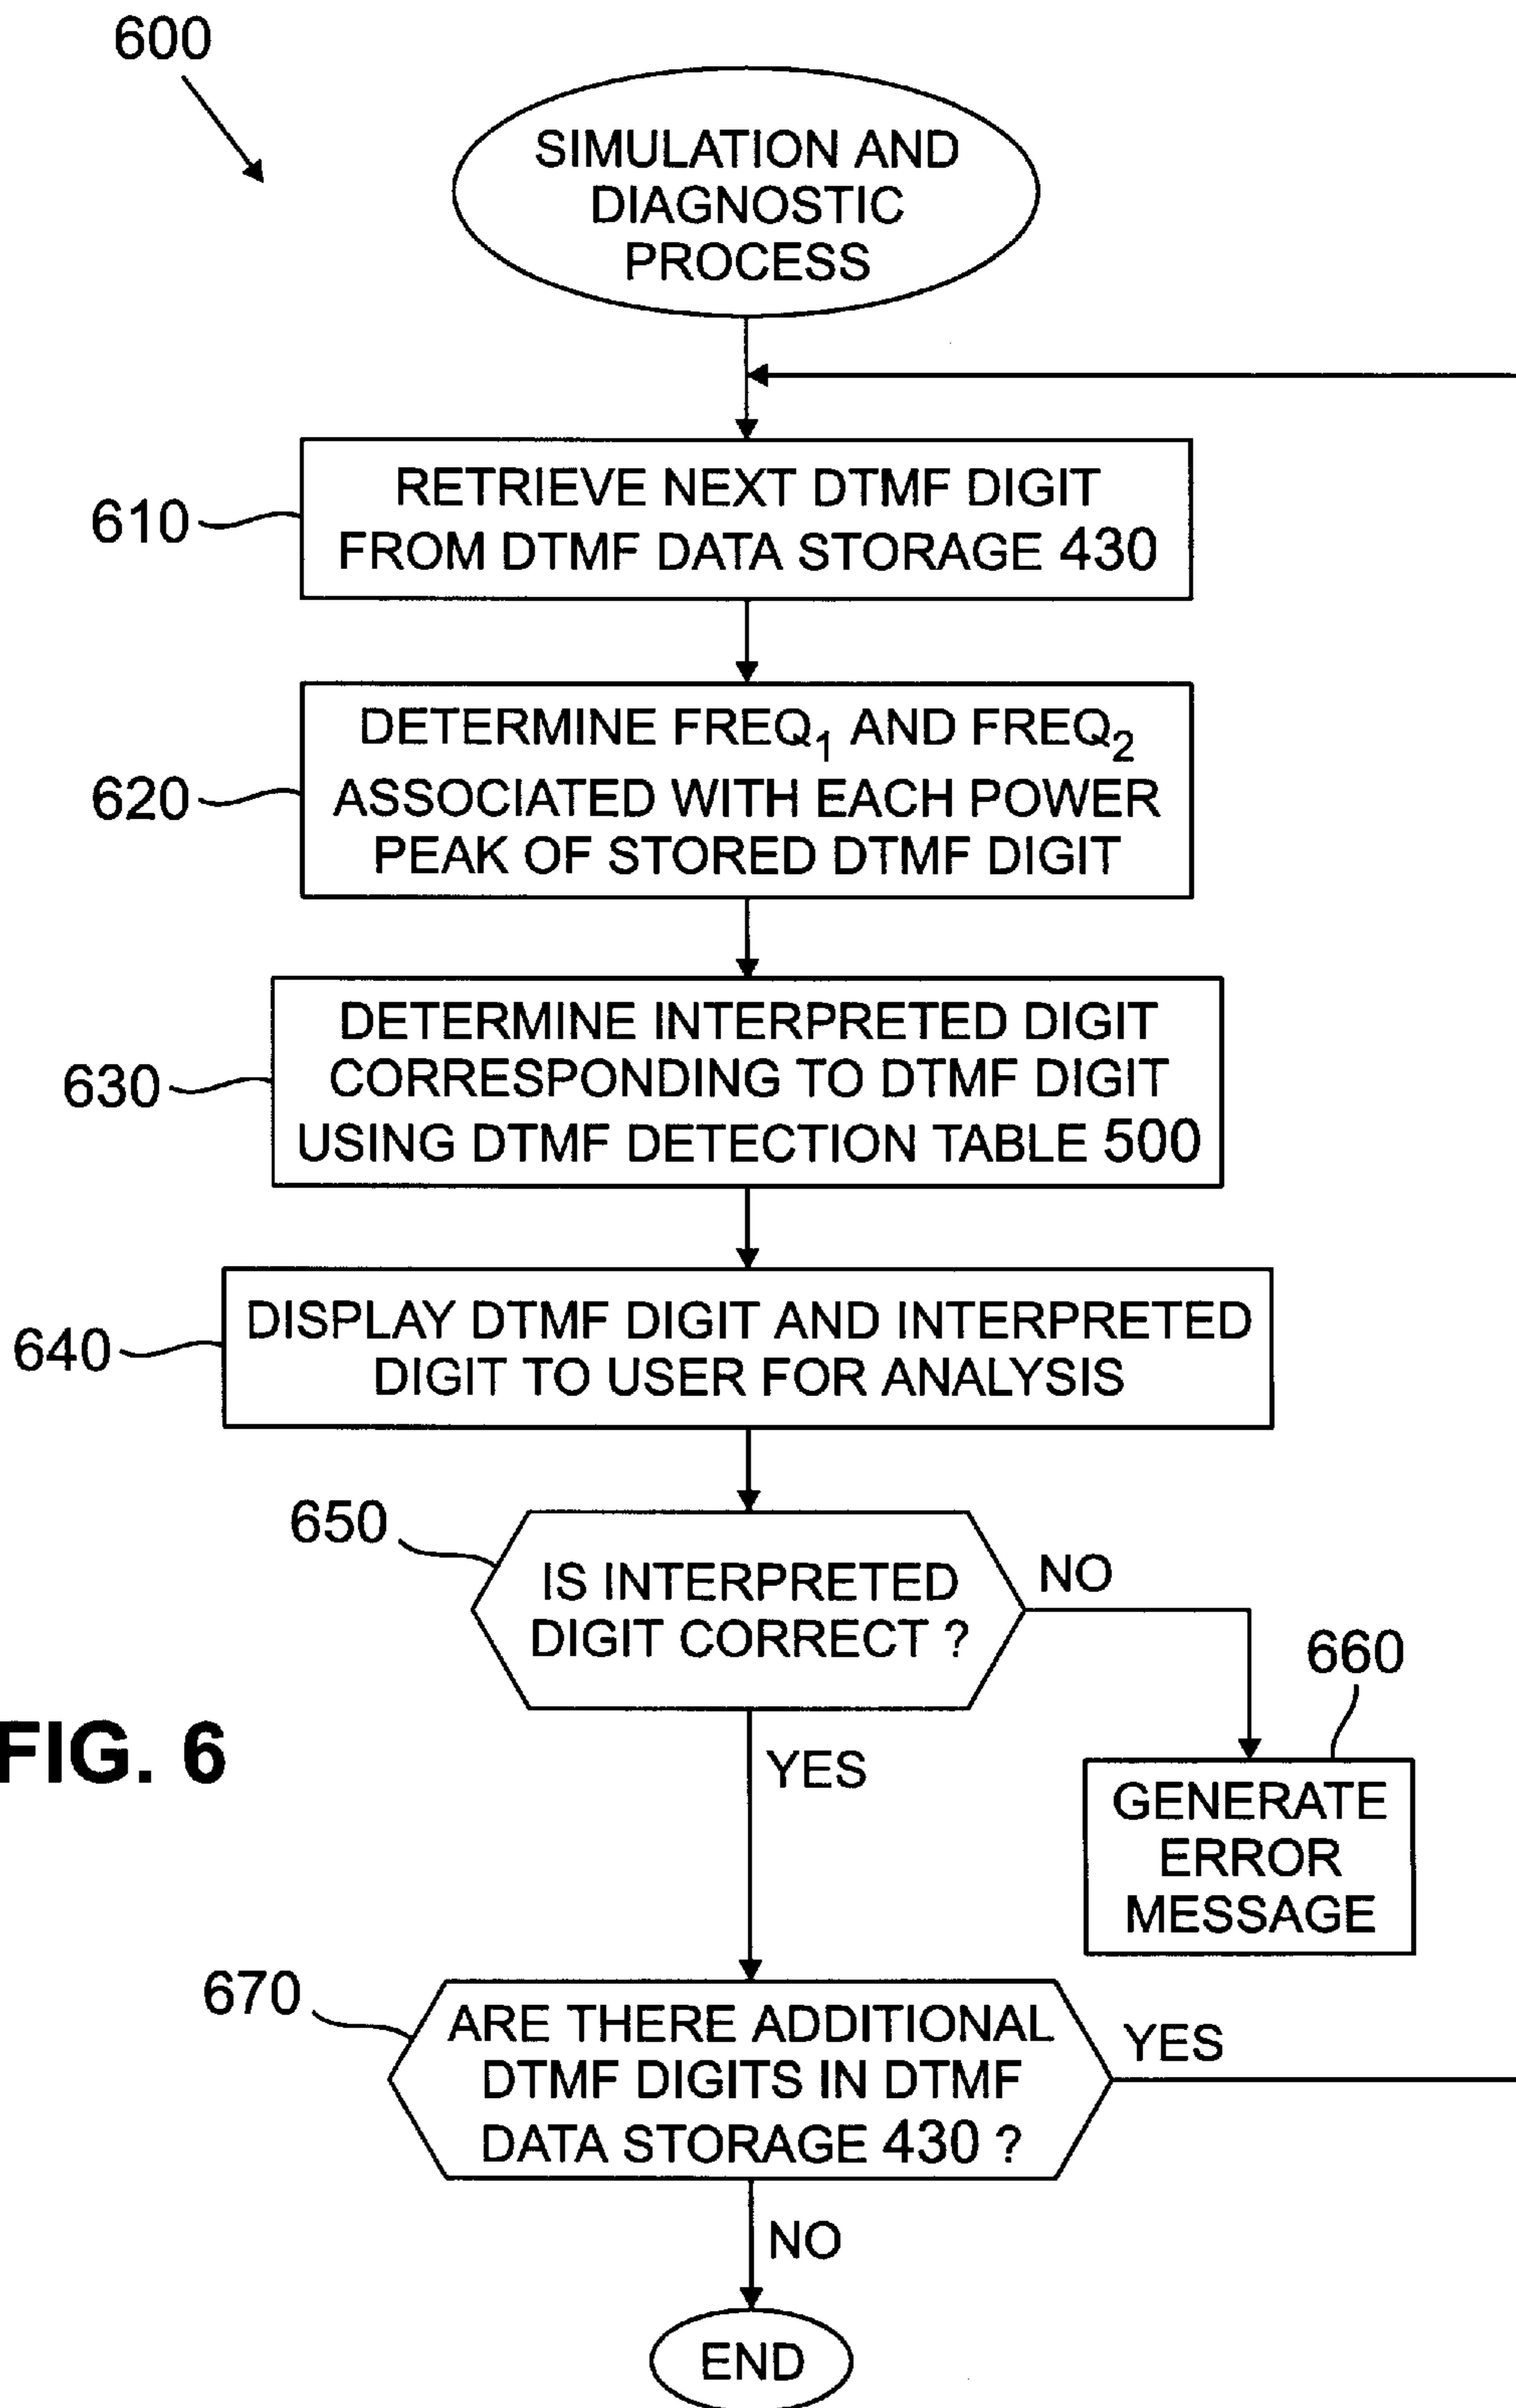 600
SIMULATION AND
DIAGNOSTIC
PROCESS
610
RETRIEVE NEXT DTMF DIGIT
FROM DTMF DATA STORAGE 430
620
DETERMINE FREQ₁ AND FREQ₂
ASSOCIATED WITH EACH POWER
PEAK OF STORED DTMF DIGIT
630
DETERMINE INTERPRETED DIGIT
CORRESPONDING TO DTMF DIGIT
USING DTMF DETECTION TABLE 500
640
DISPLAY DTMF DIGIT AND INTERPRETED
DIGIT TO USER FOR ANALYSIS
650
IS INTERPRETED
DIGIT CORRECT ?
NO
660
GENERATE
ERROR
MESSAGE
YES
FIG. 6
670
ARE THERE ADDITIONAL
DTMF DIGITS IN DTMF
DATA STORAGE 430 ?
YES
NO
END